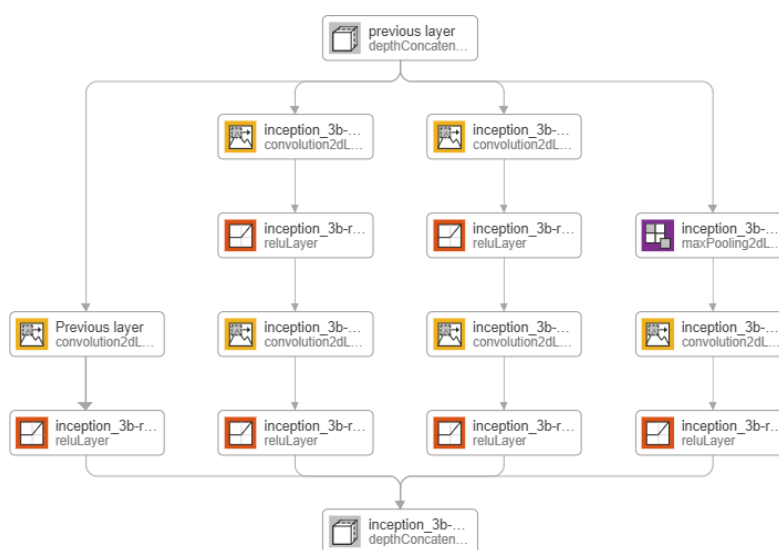 previous layer
depthConcaten...
inception_3b-...
convolution2dL...
inception_3b-...
convolution2dL...
inception_3b-r...
reluLayer
inception_3b-r...
reluLayer
inception_3b-...
maxPooling2dL...
Previous layer
convolution2dL...
inception_3b-...
convolution2dL...
inception_3b-...
convolution2dL...
inception_3b-...
convolution2dL...
inception_3b-r...
reluLayer
inception_3b-r...
reluLayer
inception_3b-r...
reluLayer
inception_3b-r...
reluLayer
inception_3b-...
depthConcaten...